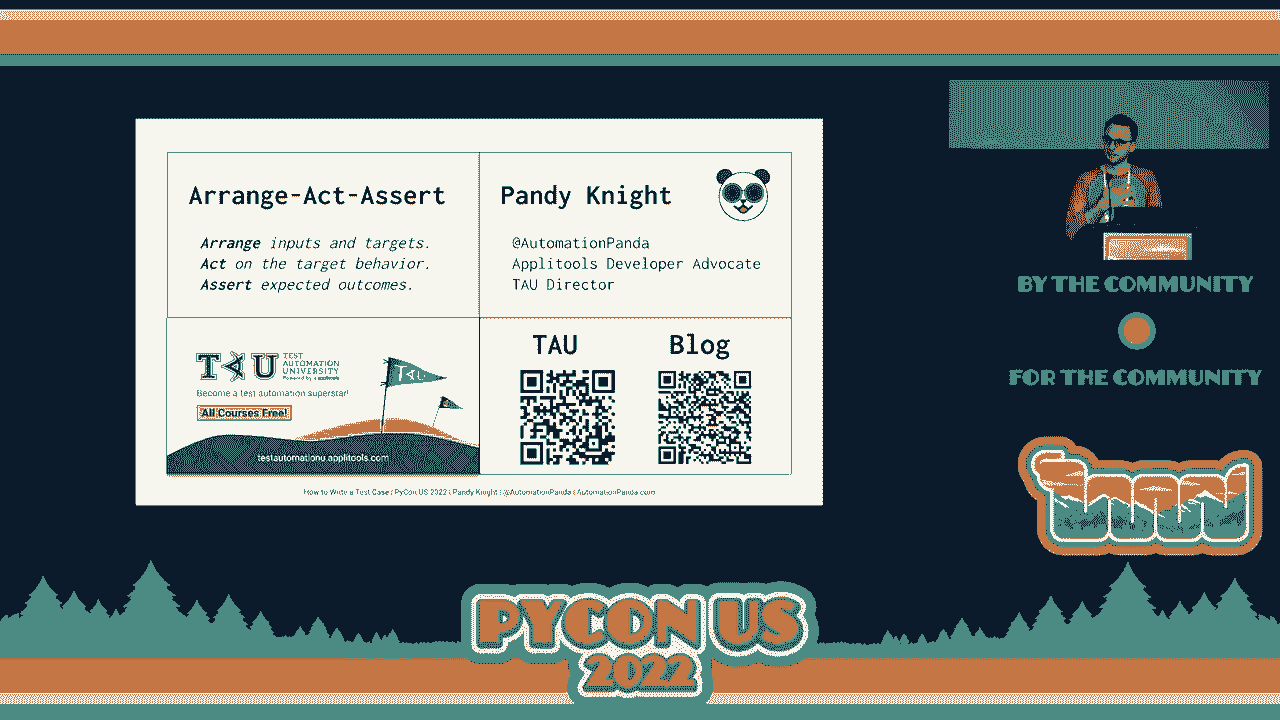 Arrange-Act-Assert
Arrange inputs and targets.
Act on the target behavior.
Assert expected outcomes.
Pandy Knight
@AutomationPanda
Applitools Developer Advocate
TAU Director
TAU
TEST
AUTOMATION
UNIVERSITY
Powered by applitools
Become a test automation superstar!
All Courses Free!
TAU
testautomationu.applitools.com
TAU
Blog
How to Write a Test Case | PyCon US 2022 | Pandy Knight | @AutomationPanda | AutomationPanda.com
BY THE COMMUNITY
FOR THE COMMUNITY
PYCON US
2022